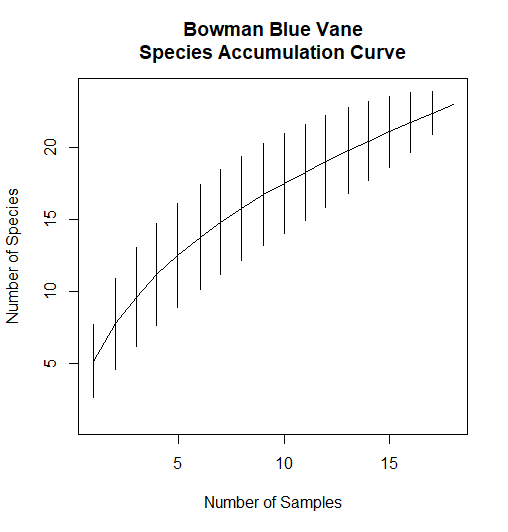 Bowman Blue Vane
Species Accumulation Curve
Number of Species
20
15
10
5
5 10 15
Number of Samples